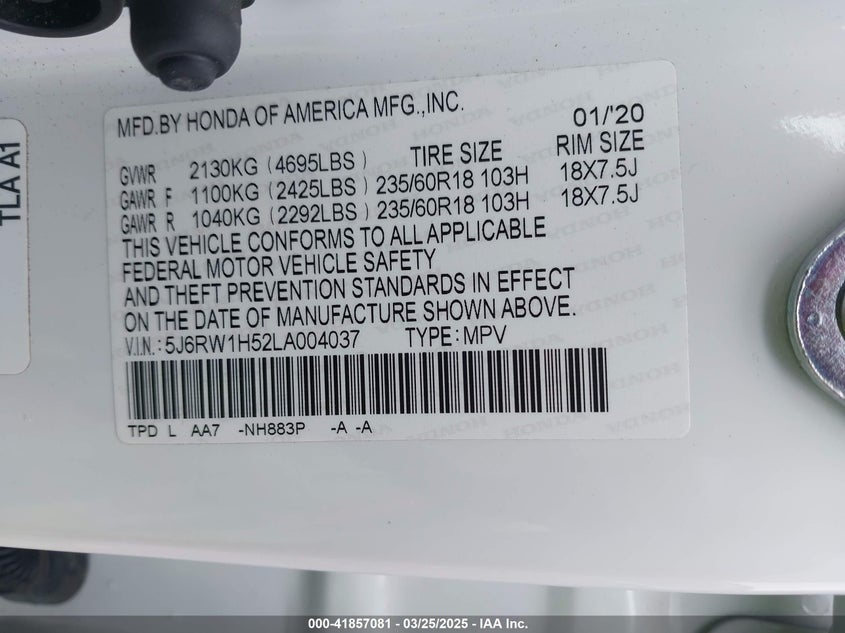 TLA A1
MFD.BY HONDA OF AMERICA MFG.,INC. 01/'20
TIRE SIZE RIM SIZE
GVWR 2130KG (4695LBS)
GAWR F 1100KG (2425LBS) 235/60R18 103H 18X7.5J
GAWR R 1040KG (2292LBS) 235/60R18 103H 18X7.5J
THIS VEHICLE CONFORMS TO ALL APPLICABLE
FEDERAL MOTOR VEHICLE SAFETY
AND THEFT PREVENTION STANDARDS IN EFFECT
ON THE DATE OF MANUFACTURE SHOWN ABOVE.
V.I.N.:5J6RW1H52LA004037 TYPE:MPV
TPD L AA7 -NH883P -A -A
000-41857081 — 03/25/2025 — IAA Inc.